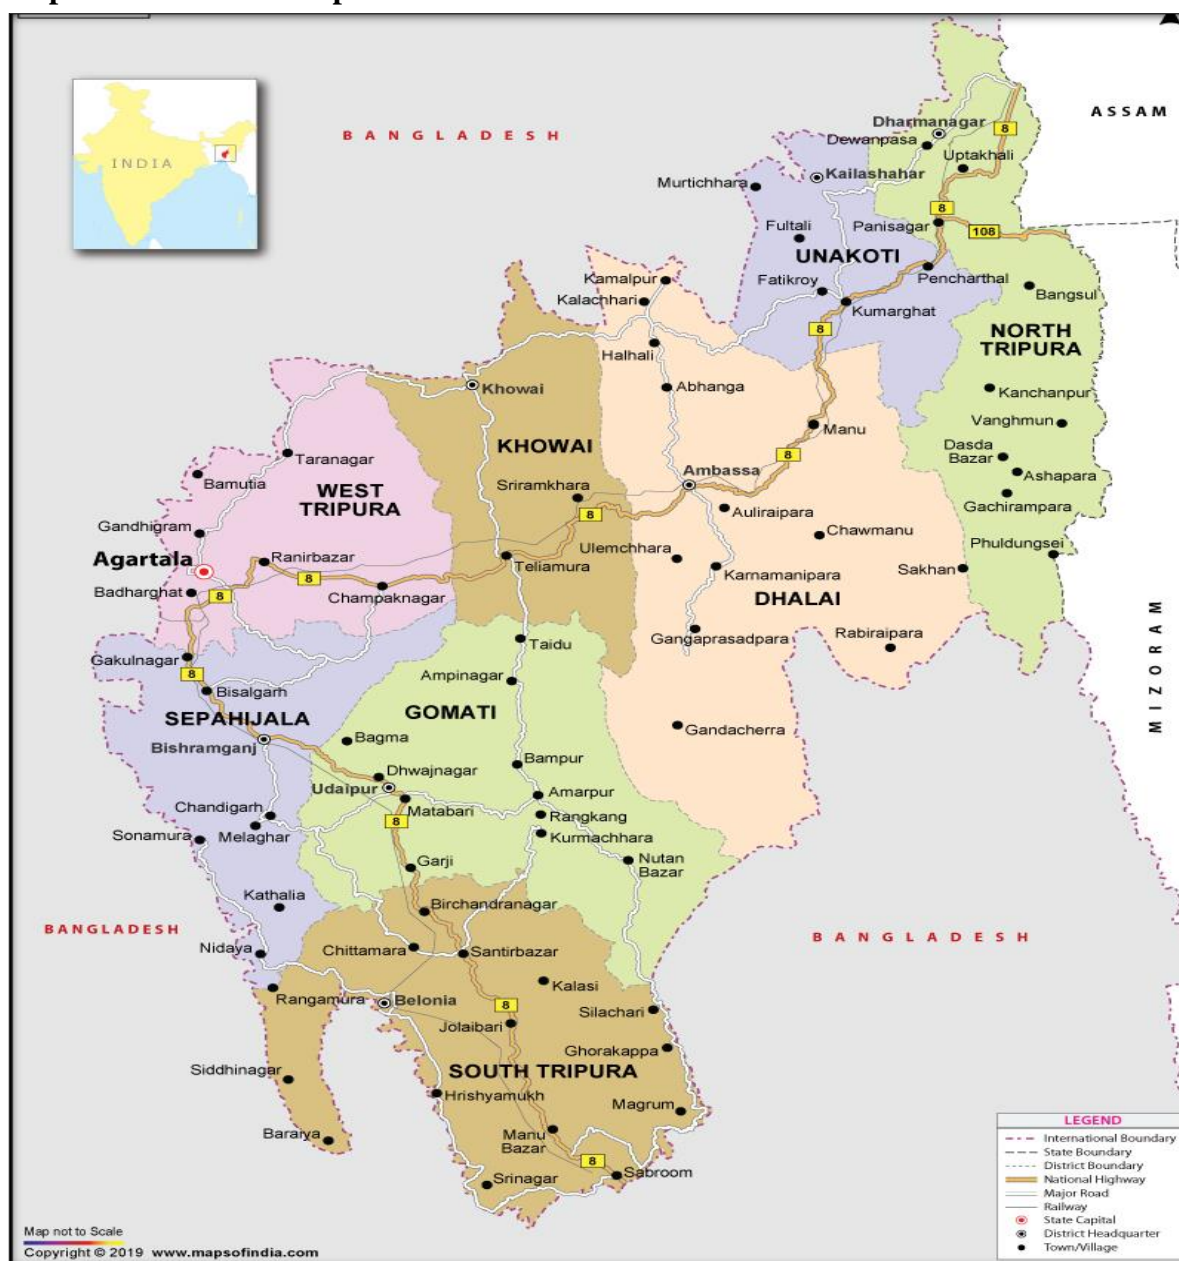 BANGLADESH
ASSAM
INDIA
Dharmanagar
8
Dewanpasa
Uptakhali
Kailashahar
Murtichhara
8
Panisagar
108
Fultali
UNAKOTI
Pencharthal
Kamalpur
Fatikroy
Bangsul
Kalachhari
Kumarghat
8
NORTH
TRIPURA
Halhali
Khowai
Abhanga
Kanchanpur
Vanghmun
Manu
KHOWAI
Dasda
Bazar
Taranagar
8
Ambassa
Ashapara
Bamutia
WEST
TRIPURA
Sriramkhara
Gachirampara
8
Auliraipara
Gandhigram
Chawmanu
Agartala
Ranirbazar
Ulemchhara
Phuldungsei
Teliamura
Sakhan
Karnamanipara
8
Badharghat
8
Champaknagar
DHALAI
MIZORAM
Taidu
Gangaprasadpara
Rabiraipara
Gakulnagar
8
Ampinagar
Bisalgarh
SEPAHIJALA
GOMATI
Gandacherra
Bishramganj
Bagma
Bampur
Dhwajnagar
Udaipur
Amarpur
Matabari
Chandigarh
Rangkang
8
Sonamura
Melaghar
Kurmachhara
Garji
Nutan
Bazar
Kathalia
Birchandranagar
BANGLADESH
BANGLADESH
Nidaya
Chittamara
Santirbazar
Kalasi
Rangamura
Belonia
8
Silachari
Jolaibari
Ghorakappa
SOUTH TRIPURA
Siddhinagar
Hrishyamukh
Magrum
Baraiya
Manu
Bazar
8
Sabroom
Srinagar
LEGEND
International Boundary
State Boundary
District Boundary
National Highway
Major Road
Railway
State Capital
District Headquarter
Town/Village
Map not to Scale
Copyright © 2019 www.mapsofindia.com